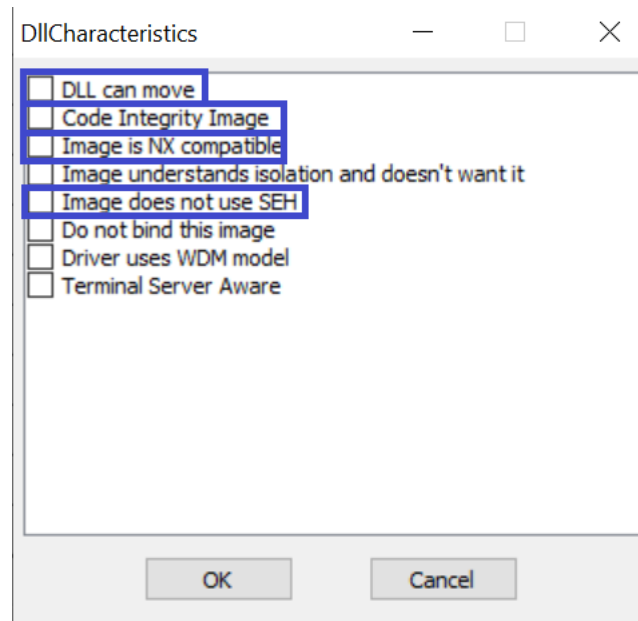 DllCharacteristics
DLL can move
Code Integrity Image
Image is NX compatible
Image understands isolation and doesn't want it
Image does not use SEH
Do not bind this image
Driver uses WDM model
Terminal Server Aware
OK Cancel